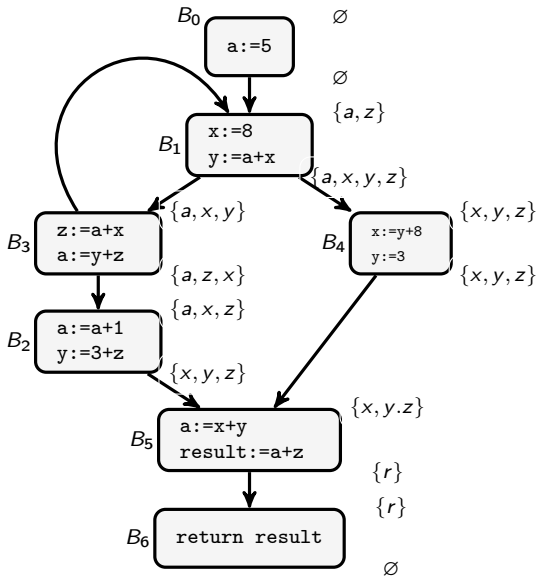 B0
∅
a:=5
∅
{a, z}
x:=8
B1
y:=a+x
{a, x, y, z}
{a, x, y}
{x, y, z}
z:=a+x
x:=y+8
B3
B4
a:=y+z
y:=3
{a, z, x}
{x, y, z}
{a, x, z}
a:=a+1
B2
y:=3+z
{x, y, z}
{x, y.z}
a:=x+y
B5
result:=a+z
{r}
{r}
B6
return result
∅